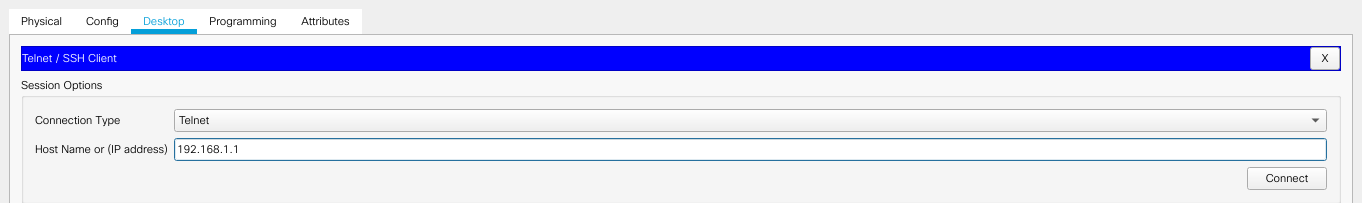 Physical Config Desktop Programming Attributes
Telnet / SSH Client X
Session Options
Connection Type Telnet
Host Name or (IP address) 192.168.1.1
Connect